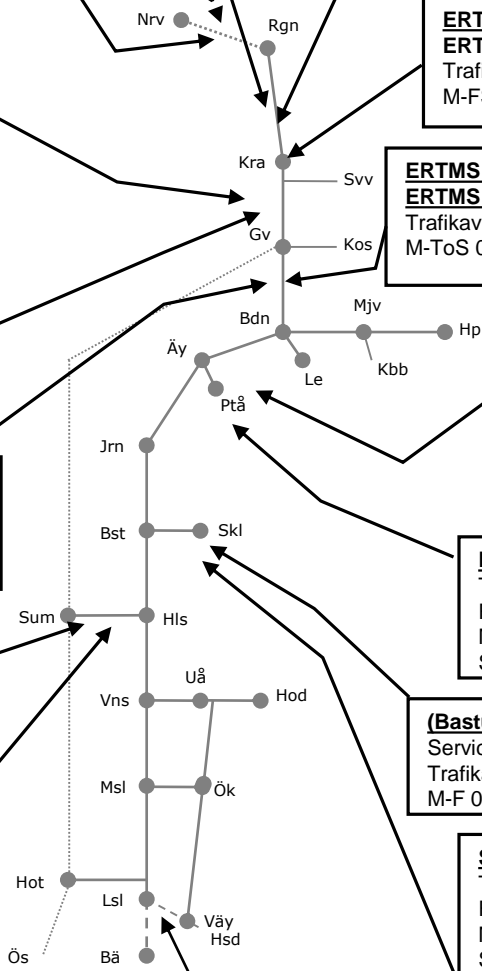 Nrv
Rgn
ERT
ERT
Trafi
M-F
Kra
Svv
ERTMS
ERTMS
Trafikav
M-ToS 0
Gv
Kos
Bdn
Mjv
Hp
Äy
Le
Kbb
Ptå
Jrn
Bst
Skl
Sum
Hls
Uå
Vns
Hod
(Bastu
Servic
Trafika
M-F 0
Msl
Ök
Hot
Lsl
Väy
Hsd
Ös
Bä